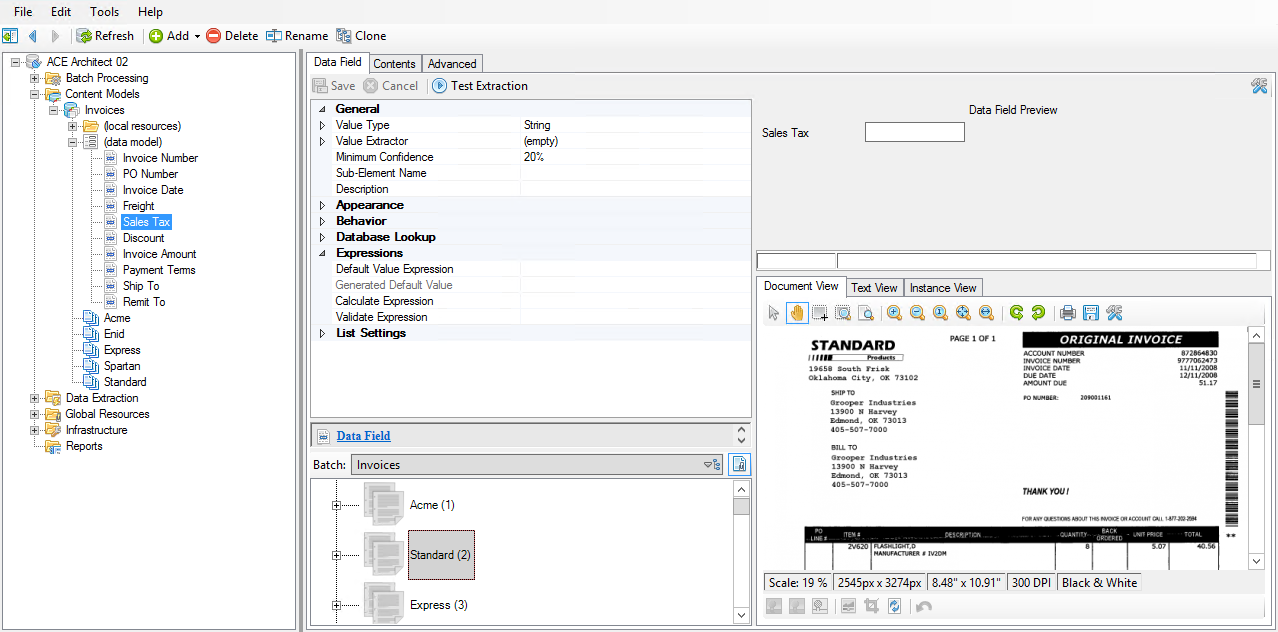 File Edit Tools Help
Refresh Add Delete Rename Clone
ACE Architect 02
Batch Processing
Content Models
Invoices
(local resources)
(data model)
Invoice Number
PO Number
Invoice Date
Freight
Sales Tax
Discount
Invoice Amount
Payment Terms
Ship To
Remit To
Acme
Enid
Express
Spartan
Standard
Data Extraction
Global Resources
Infrastructure
Reports
Data Field Contents Advanced
Save Cancel Test Extraction
General
Value Type String
Value Extractor (empty)
Minimum Confidence 20%
Sub-Element Name
Description
Appearance
Behavior
Database Lookup
Expressions
Default Value Expression
Generated Default Value
Calculate Expression
Validate Expression
List Settings
Data Field
Batch: Invoices
Acme (1)
Standard (2)
Express (3)
Data Field Preview
Sales Tax
Document View Text View Instance View
STANDARD
Products
19658 South Frisk
Oklahoma City, OK 73102
PAGE 1 OF 1
ORIGINAL INVOICE
ACCOUNT NUMBER 872864830
INVOICE NUMBER 9777062473
INVOICE DATE 11/11/2008
DUE DATE 12/11/2008
AMOUNT DUE 51.17
PO NUMBER: 209001161
SHIP TO
Grooper Industries
13900 N Harvey
Edmond, OK 73013
405-507-7000
BILL TO
Grooper Industries
13900 N Harvey
Edmond, OK 73013
405-507-7000
THANK YOU !
FOR ANY QUESTIONS ABOUT THIS INVOICE OR ACCOUNT CALL 1-877-202-2594
PO LINE # ITEM # DESCRIPTION QUANTITY BACK ORDERED UNIT PRICE TOTAL **
2V620 FLASHLIGHT,D 8 5.07 40.56
MANUFACTURER # IV2DM
Scale: 19 % 2545px x 3274px 8.48" x 10.91" 300 DPI Black & White